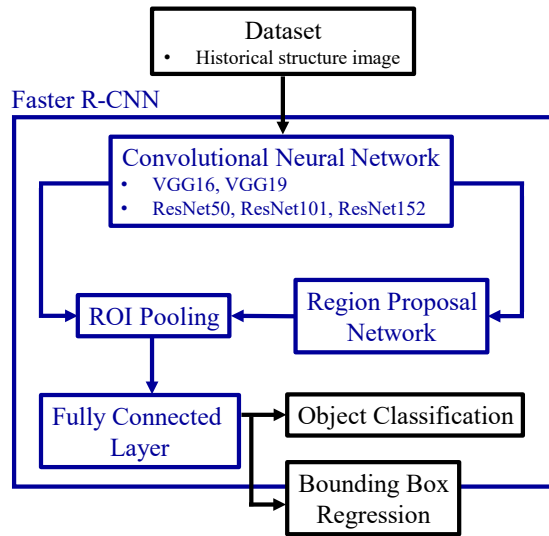 Dataset
• Historical structure image
Faster R-CNN
Convolutional Neural Network
• VGG16, VGG19
• ResNet50, ResNet101, ResNet152
ROI Pooling
Region Proposal
Network
Fully Connected
Layer
Object Classification
Bounding Box
Regression